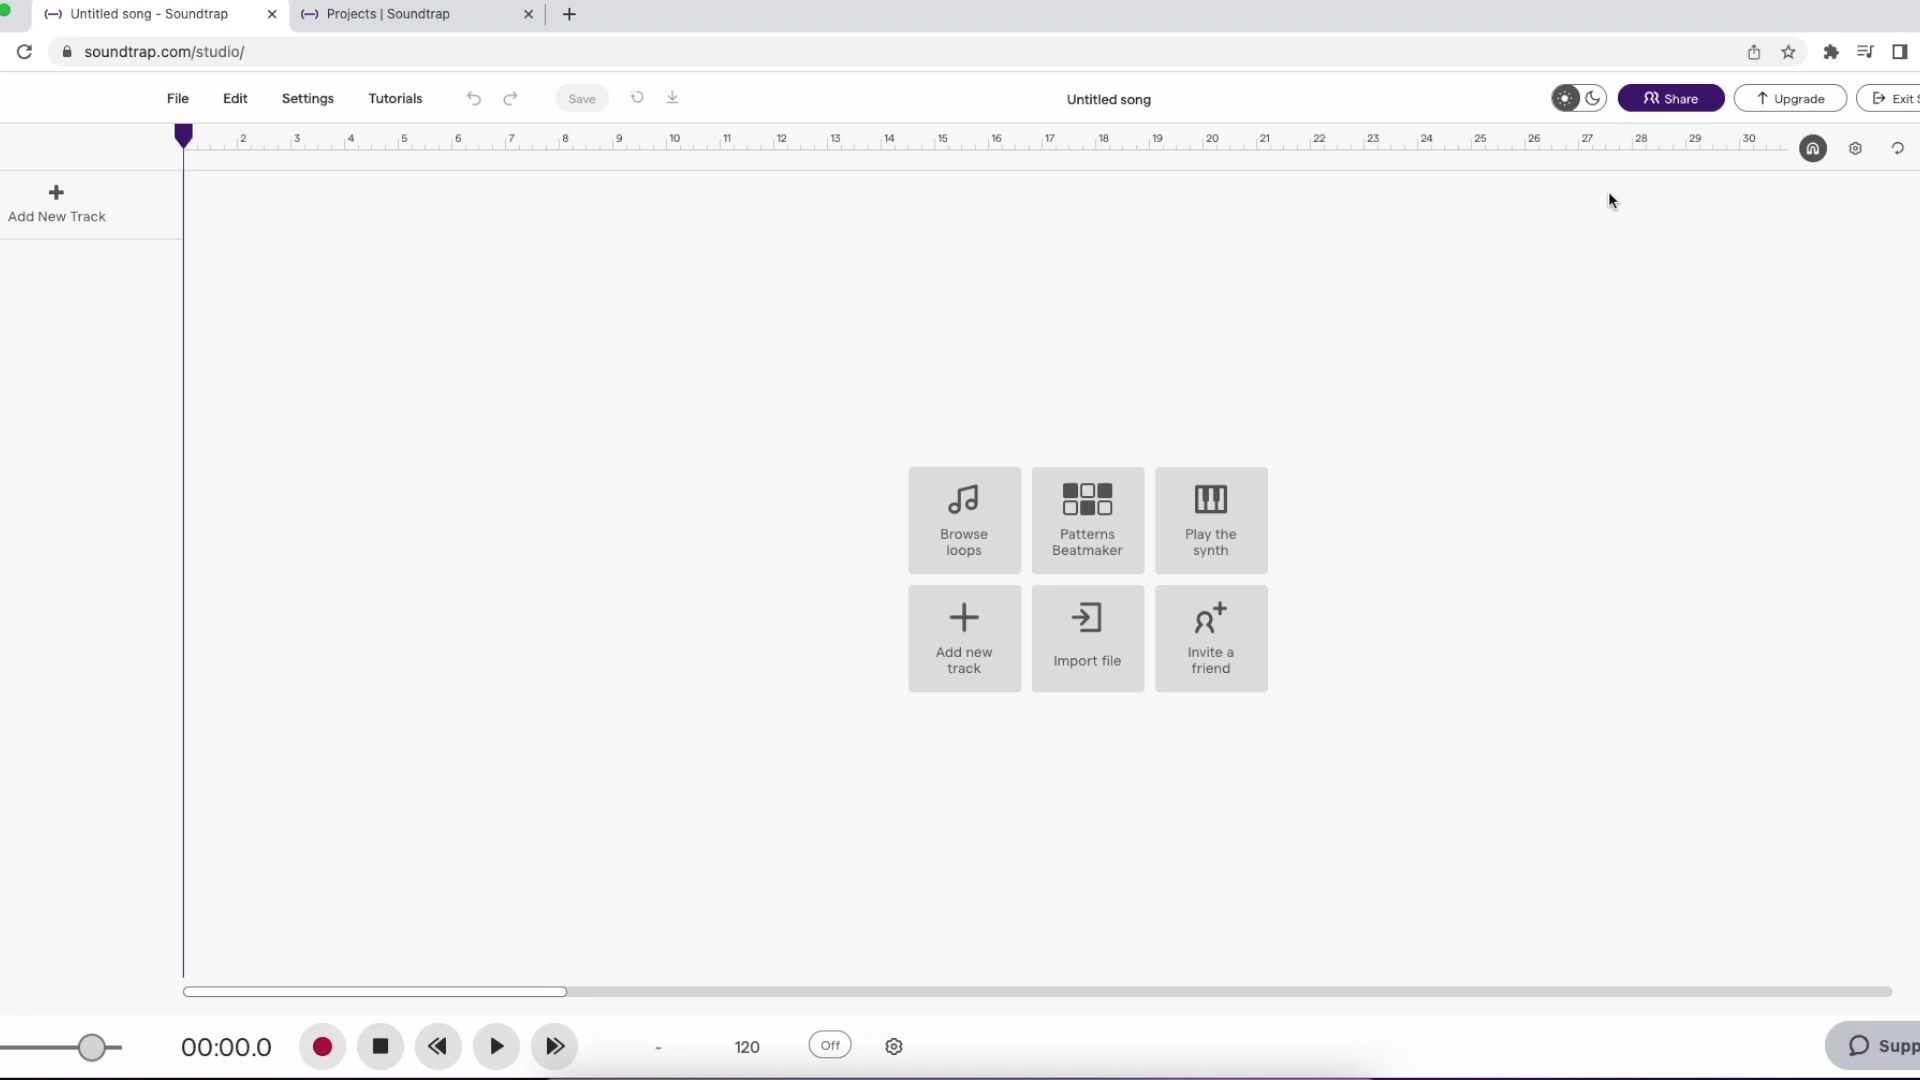 Untitled song - Soundtrap
Projects | Soundtrap
soundtrap.com/studio/
File Edit Settings Tutorials Save Untitled song Share Upgrade Exit S
2 3 4 5 6 7 8 9 10 11 12 13 14 15 16 17 18 19 20 21 22 23 24 25 26 27 28 29 30
Add New Track
Browse
loops
Patterns
Beatmaker
Play the
synth
Add new
track
Import file
Invite a
friend
00:00.0 - 120 Off Supp